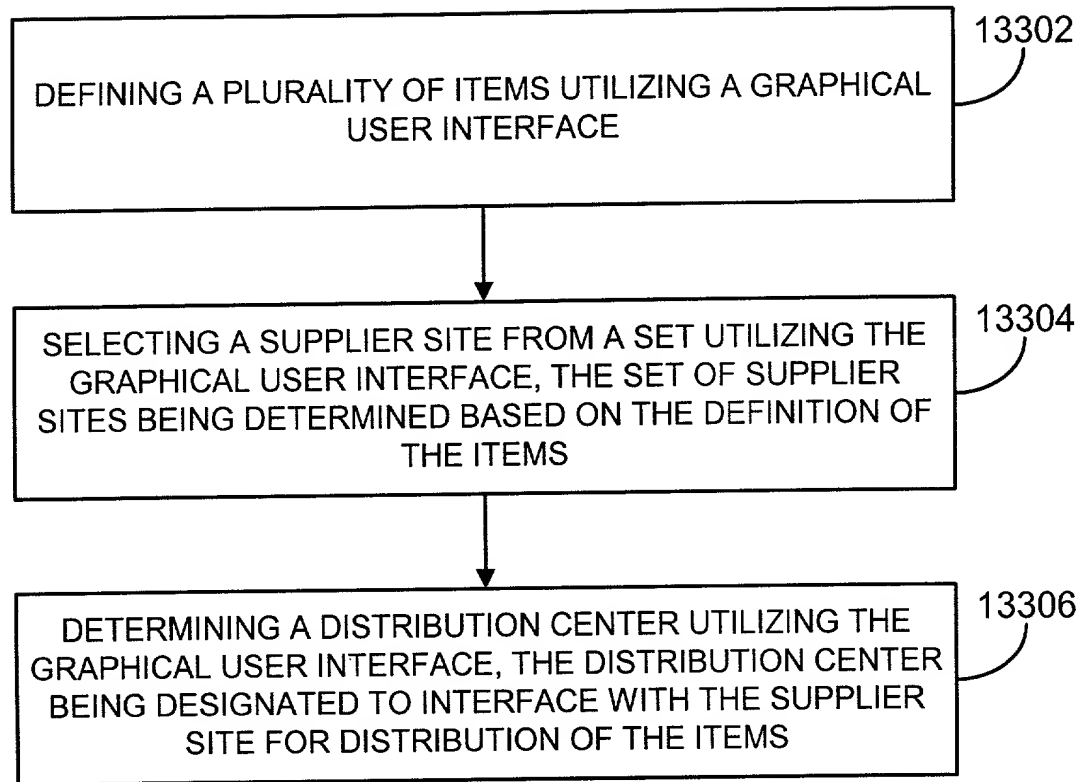 13302
DEFINING A PLURALITY OF ITEMS UTILIZING A GRAPHICAL
USER INTERFACE
13304
SELECTING A SUPPLIER SITE FROM A SET UTILIZING THE
GRAPHICAL USER INTERFACE, THE SET OF SUPPLIER
SITES BEING DETERMINED BASED ON THE DEFINITION OF
THE ITEMS
13306
DETERMINING A DISTRIBUTION CENTER UTILIZING THE
GRAPHICAL USER INTERFACE, THE DISTRIBUTION CENTER
BEING DESIGNATED TO INTERFACE WITH THE SUPPLIER
SITE FOR DISTRIBUTION OF THE ITEMS